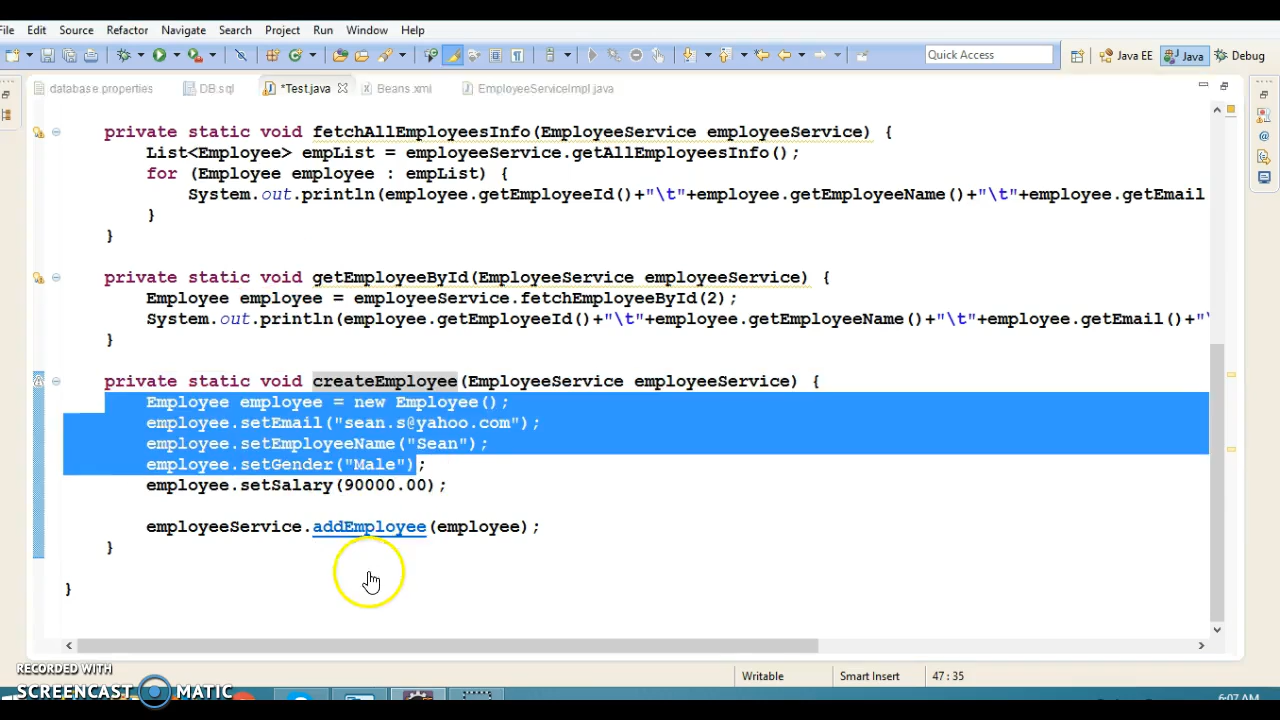 File Edit Source Refactor Navigate Search Project Run Window Help
Quick Access Java EE Java Debug
database properties DB.sql *Test.java Beans.xml EmployeeServiceImpl.java
private static void fetchAllEmployeesInfo(EmployeeService employeeService) {
List<Employee> empList = employeeService.getAllEmployeesInfo();
for (Employee employee : empList) {
System.out.println(employee.getEmployeeId()+"\t"+employee.getEmployeeName()+"\t"+employee.getEmail
}
}
private static void getEmployeeById(EmployeeService employeeService) {
Employee employee = employeeService.fetchEmployeeById(2);
System.out.println(employee.getEmployeeId()+"\t"+employee.getEmployeeName()+"\t"+employee.getEmail()+"\
}
private static void createEmployee(EmployeeService employeeService) {
Employee employee = new Employee();
employee.setEmail("sean.s@yahoo.com");
employee.setEmployeeName("Sean");
employee.setGender("Male");
employee.setSalary(90000.00);
employeeService.addEmployee(employee);
}
}
RECORDED WITH
SCREENCAST MATIC
Writable Smart Insert 47 : 35
6:07 AM